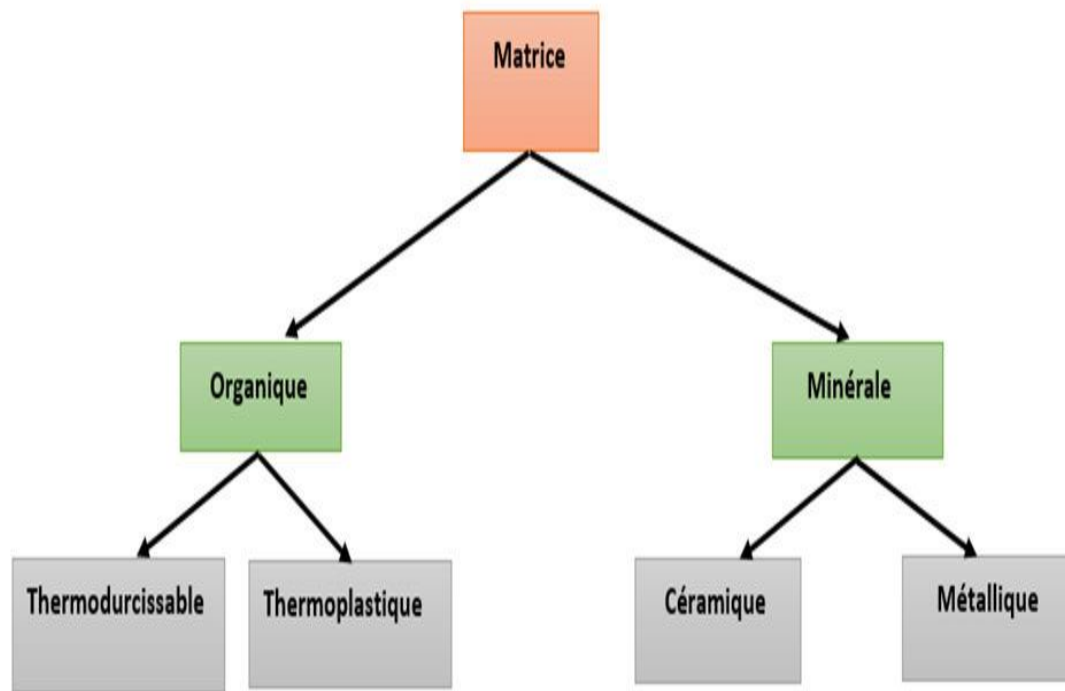 Matrice
Organique
Minérale
Thermodurcissable
Thermoplastique
Céramique
Métallique